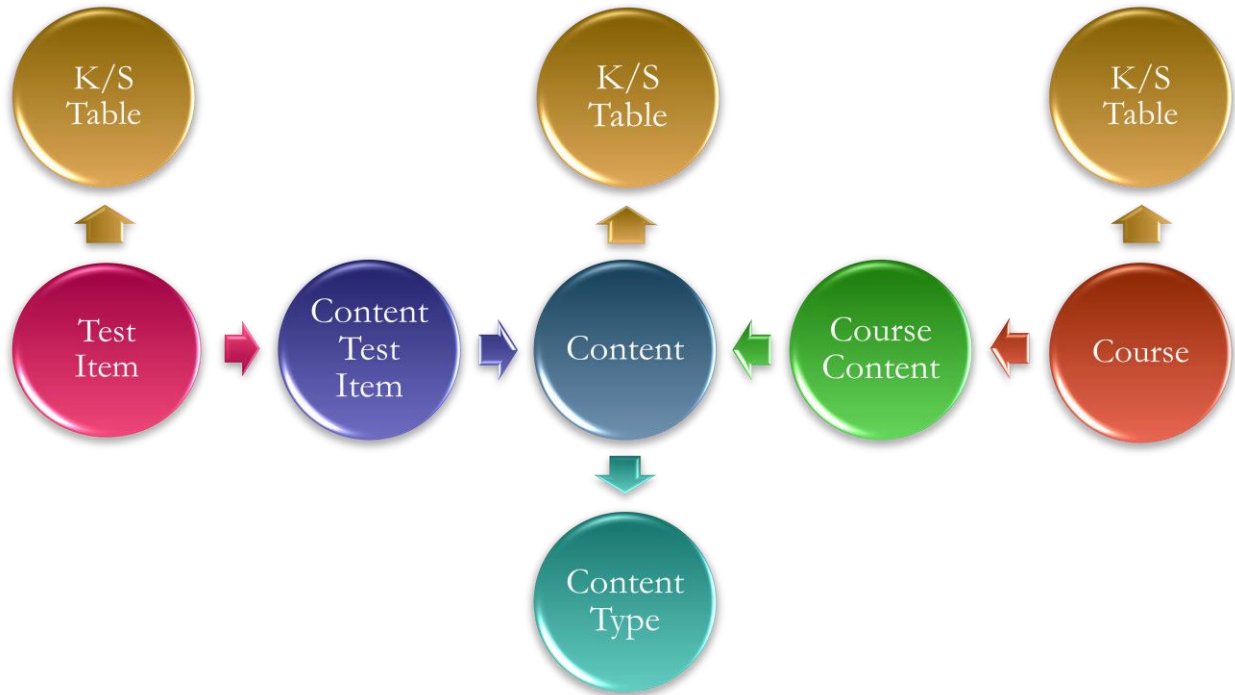 K/S
Table
K/S
Table
K/S
Table
Test
Item
Content
Test
Item
Content
Course
Content
Course
Content
Type